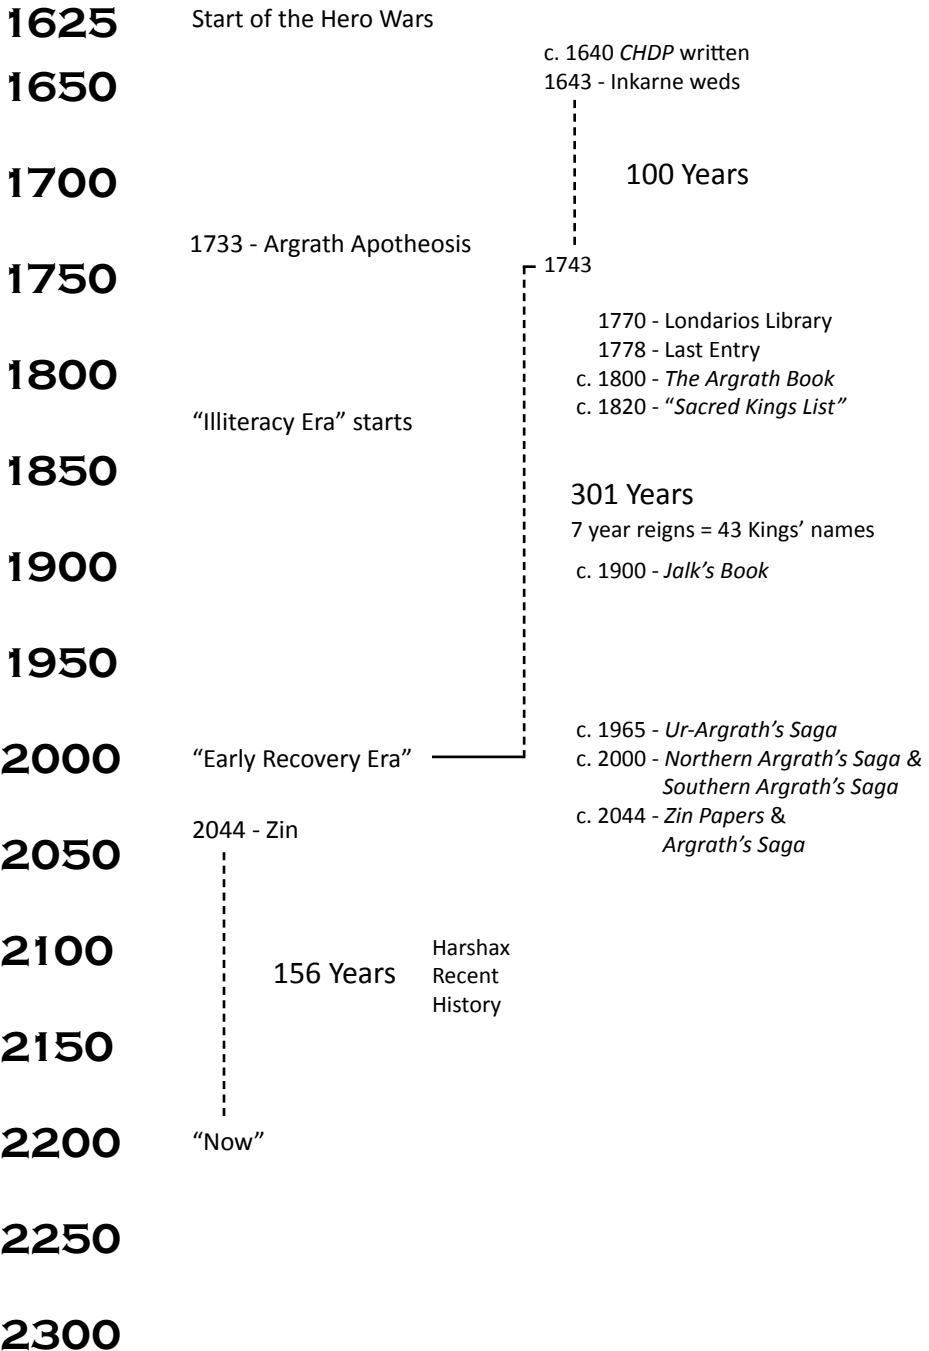 1625
Start of the Hero Wars
c. 1640 CHDP written
1650
1643 - Inkarne weds
1700
100 Years
1733 - Argrath Apotheosis
1750
1743
1770 - Londarios Library
1778 - Last Entry
1800
c. 1800 - The Argrath Book
c. 1820 - “Sacred Kings List”
“Illiteracy Era” starts
1850
301 Years
7 year reigns = 43 Kings’ names
1900
c. 1900 - Jalk’s Book
1950
c. 1965 - Ur-Argrath’s Saga
2000
“Early Recovery Era”
c. 2000 - Northern Argrath’s Saga &
Southern Argrath’s Saga
c. 2044 - Zin Papers &
Argrath’s Saga
2044 - Zin
2050
2100
156 Years
Harshax
Recent
History
2150
2200
“Now”
2250
2300